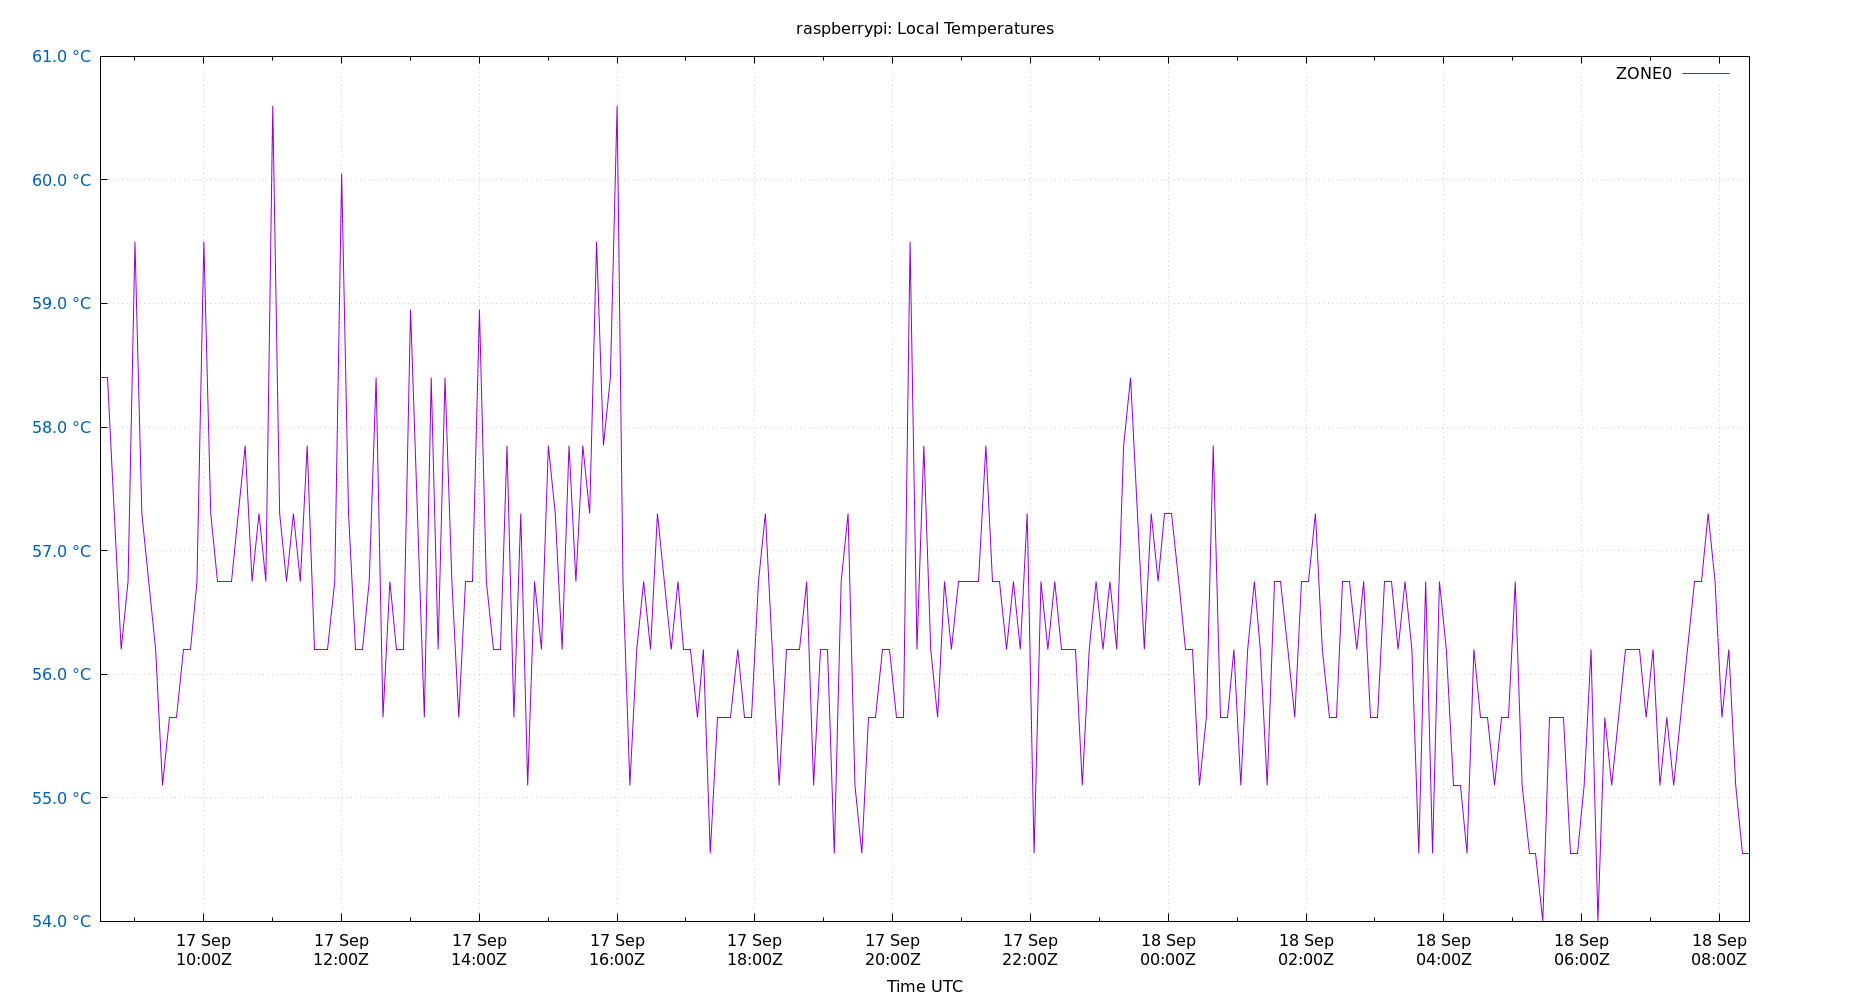 raspberrypi: Local Temperatures
61.0 °C
ZONE0
60.0 °C
59.0 °C
58.0 °C
57.0 °C
56.0 °C
55.0 °C
54.0 °C
17 Sep 17 Sep 17 Sep 17 Sep 17 Sep 17 Sep 17 Sep 18 Sep 18 Sep 18 Sep 18 Sep 18 Sep
10:00Z 12:00Z 14:00Z 16:00Z 18:00Z 20:00Z 22:00Z 00:00Z 02:00Z 04:00Z 06:00Z 08:00Z
Time UTC